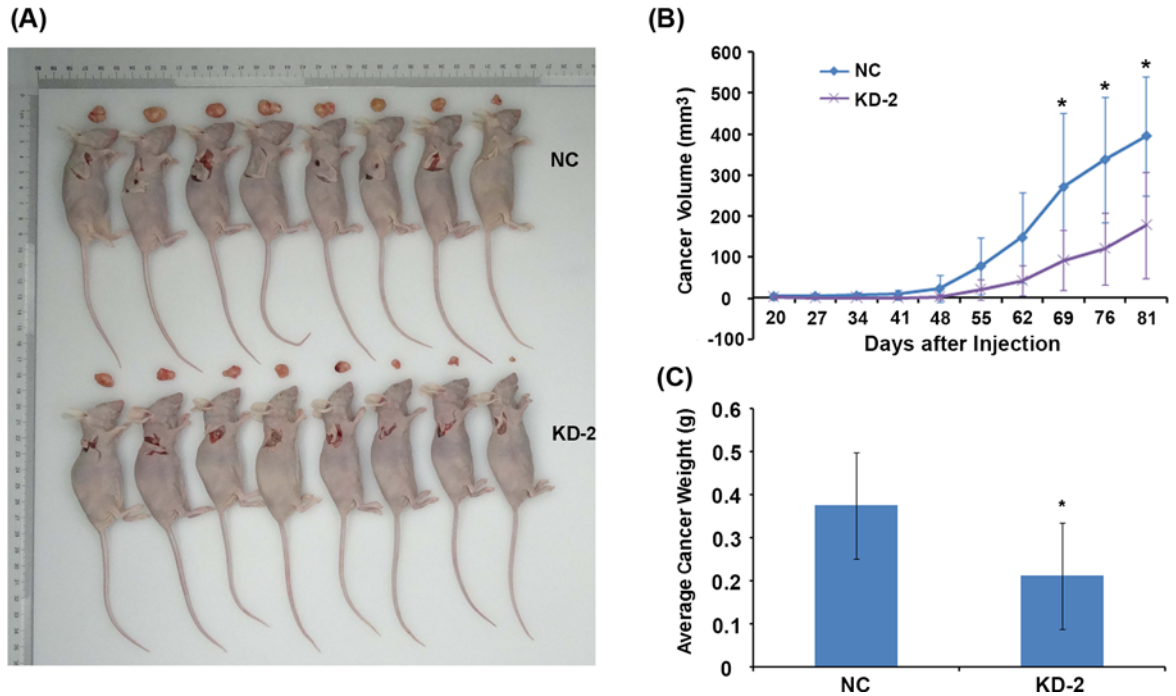 (A)
NC
KD-2
(B)
600
500
400
300
200
100
0
-100
Cancer Volume (mm³)
NC
KD-2
*
*
*
20 27 34 41 48 55 62 69 76 81
Days after Injection
(C)
0.6
0.5
0.4
0.3
0.2
0.1
0
Average Cancer Weight (g)
*
NC KD-2